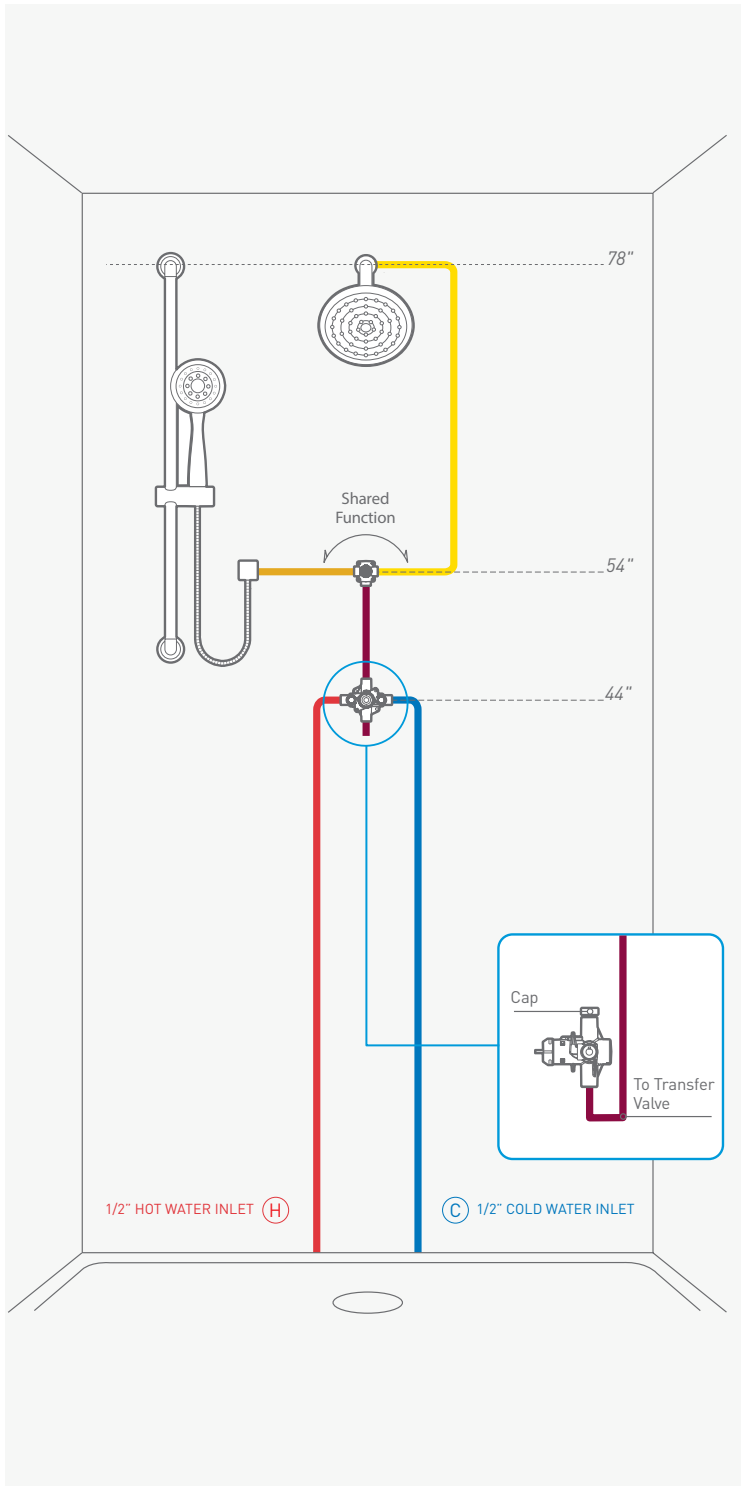 78"
Shared
Function
54"
44"
Cap
To Transfer
Valve
1/2" HOT WATER INLET H
C 1/2" COLD WATER INLET